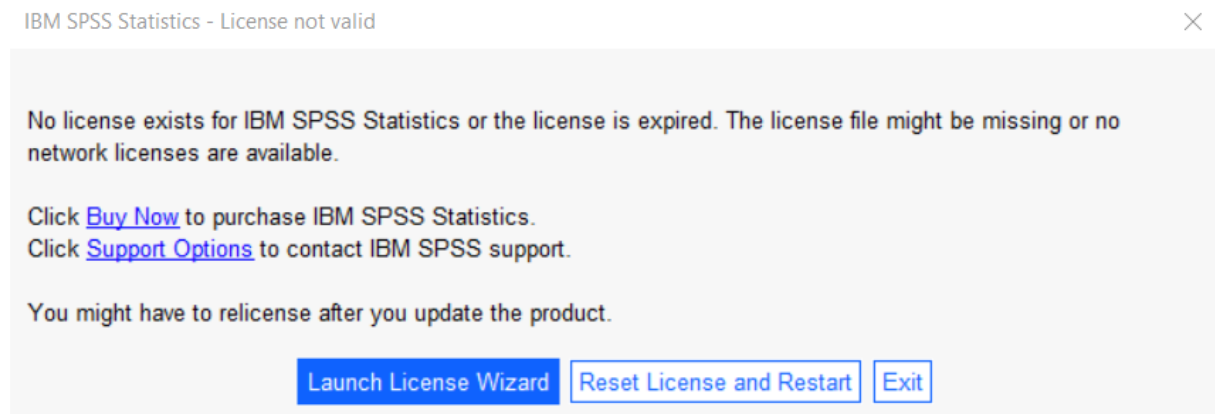 IBM SPSS Statistics - License not valid
No license exists for IBM SPSS Statistics or the license is expired. The license file might be missing or no
network licenses are available.
Click Buy Now to purchase IBM SPSS Statistics.
Click Support Options to contact IBM SPSS support.
You might have to relicense after you update the product.
Launch License Wizard Reset License and Restart Exit